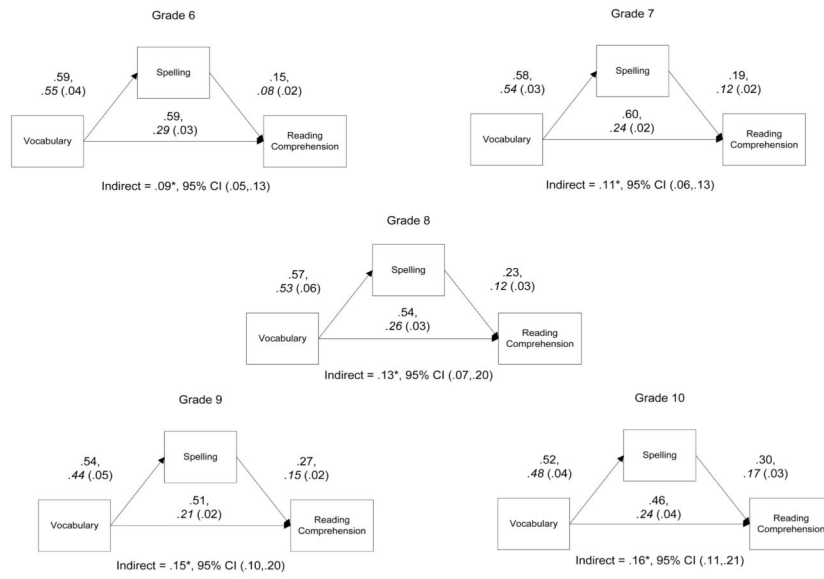 Grade 6
.59,
.55 (.04)
Spelling
.15,
.08 (.02)
.59,
.29 (.03)
Vocabulary
Reading
Comprehension
Indirect = .09*, 95% CI (.05,.13)
Grade 7
.58,
.54 (.03)
Spelling
.19,
.12 (.02)
.60,
.24 (.02)
Vocabulary
Reading
Comprehension
Indirect = .11*, 95% CI (.06,.13)
Grade 8
.57,
.53 (.06)
Spelling
.23,
.12 (.03)
.54,
.26 (.03)
Vocabulary
Reading
Comprehension
Indirect = .13*, 95% CI (.07,.20)
Grade 9
.54,
.44 (.05)
Spelling
.27,
.15 (.02)
.51,
.21 (.02)
Vocabulary
Reading
Comprehension
Indirect = .15*, 95% CI (.10,.20)
Grade 10
.52,
.48 (.04)
Spelling
.30,
.17 (.03)
.46,
.24 (.04)
Vocabulary
Reading
Comprehension
Indirect = .16*, 95% CI (.11,.21)